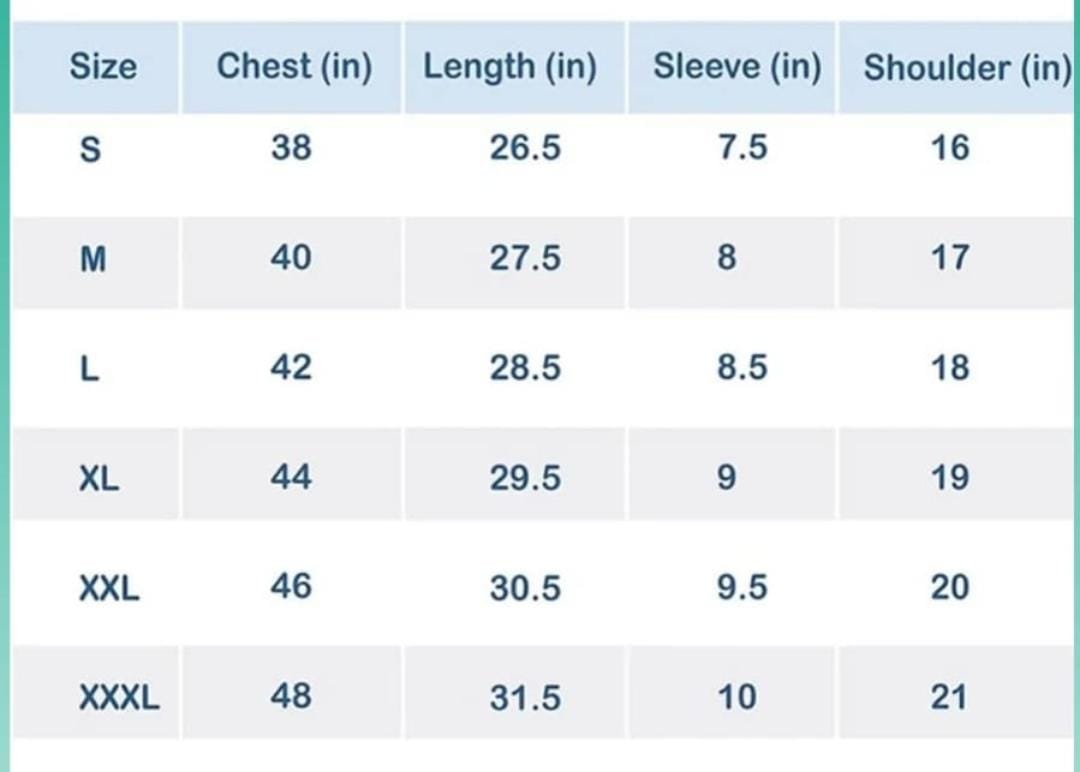 Size Chest (in) Length (in) Sleeve (in) Shoulder (in)
S 38 26.5 7.5 16
M 40 27.5 8 17
L 42 28.5 8.5 18
XL 44 29.5 9 19
XXL 46 30.5 9.5 20
XXXL 48 31.5 10 21